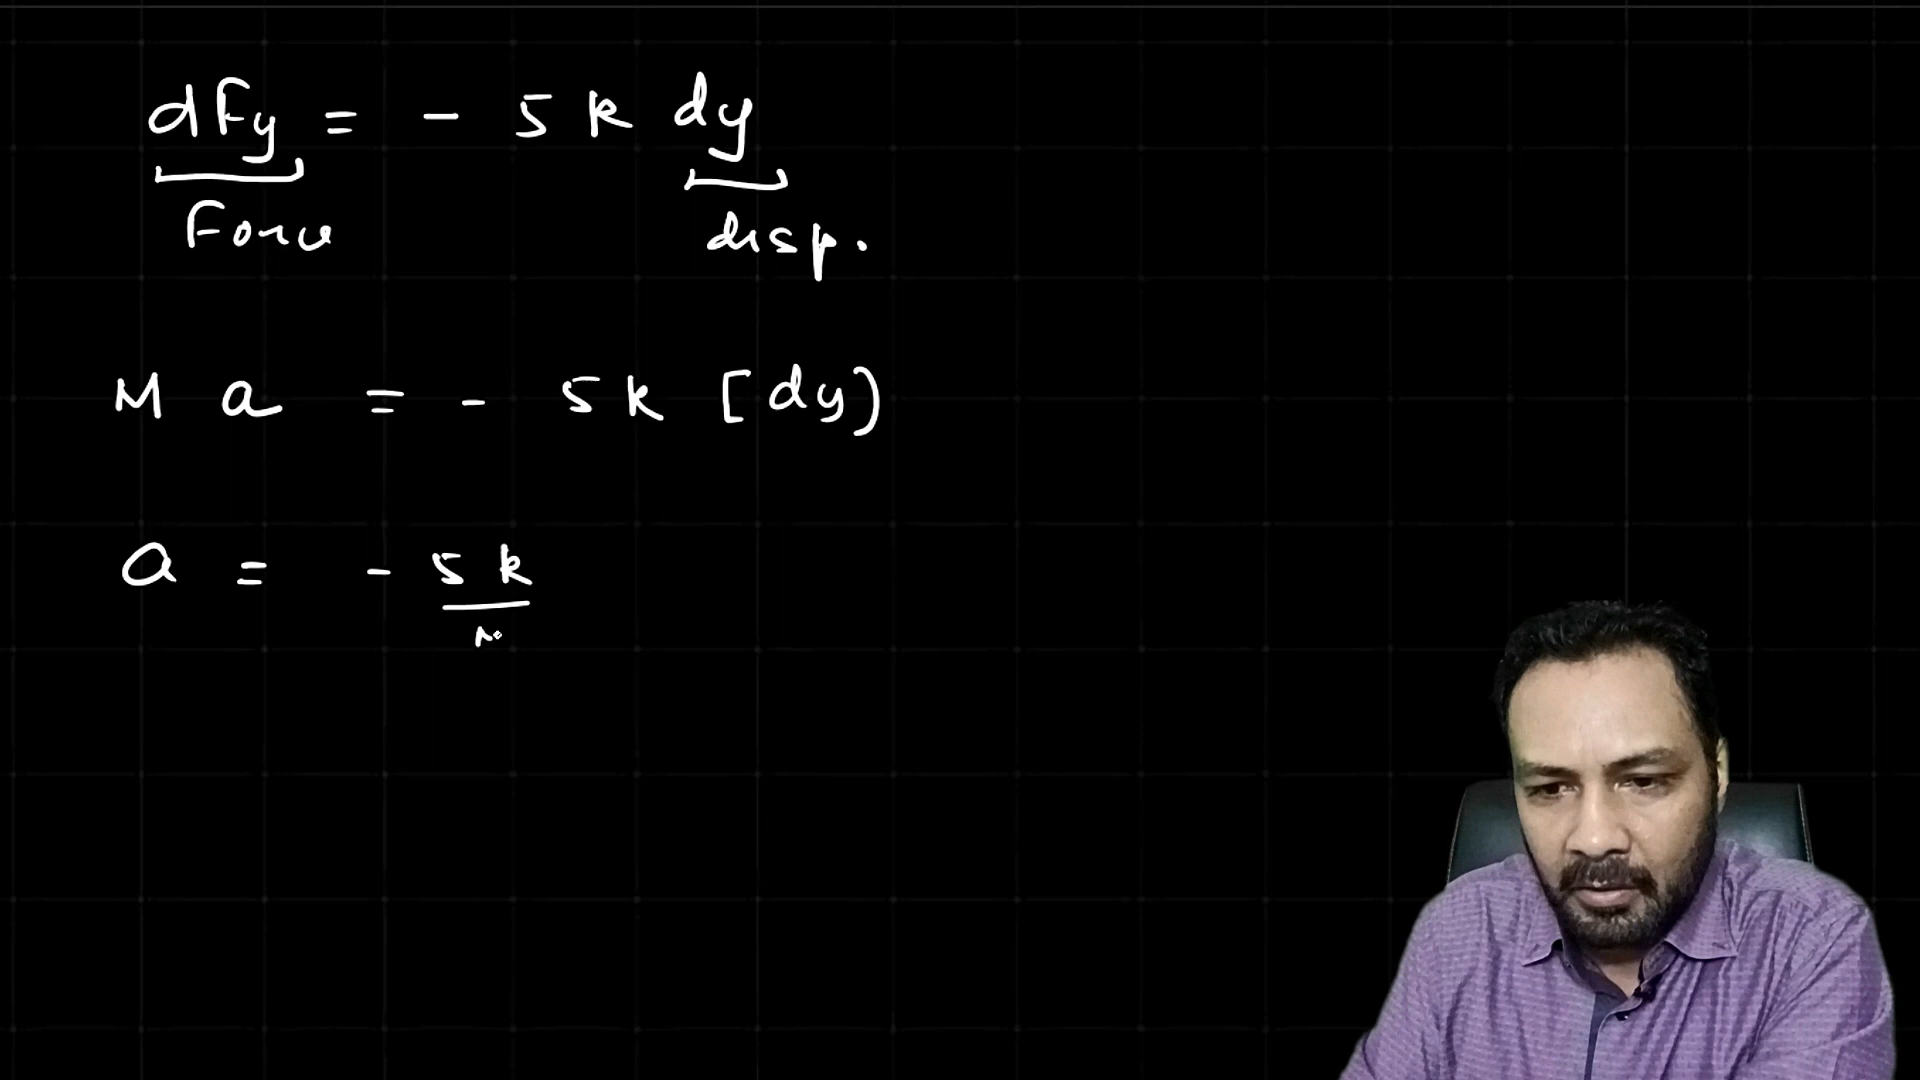 dFy = - 5 k dy
Force disp.
M a = - 5 k [dy)
a = - 5 k
M